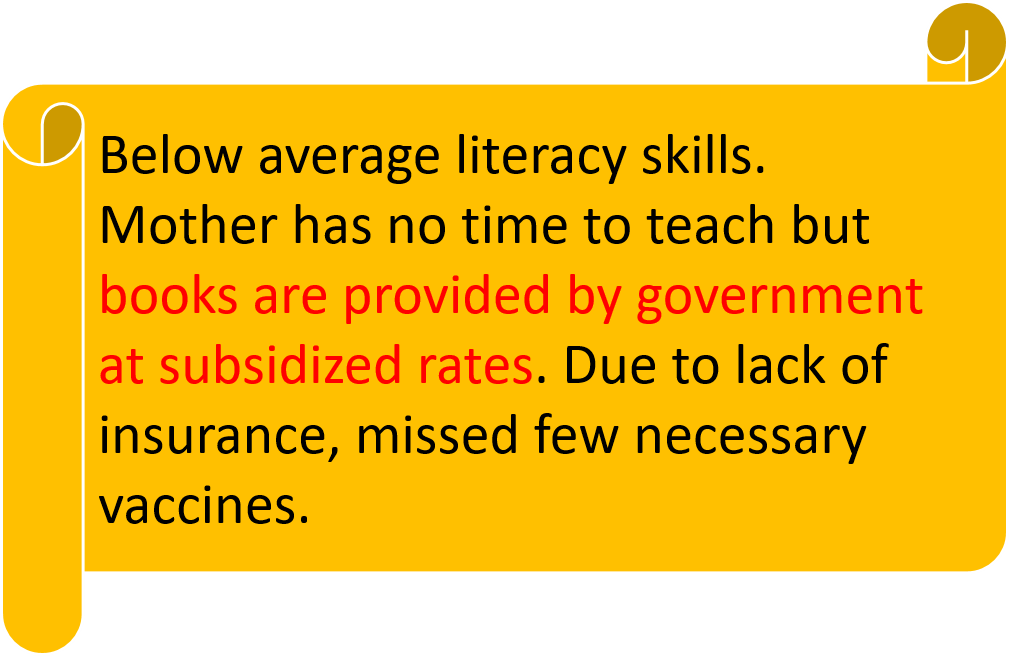 Below average literacy skills.
Mother has no time to teach but
books are provided by government
at subsidized rates. Due to lack of
insurance, missed few necessary
vaccines.